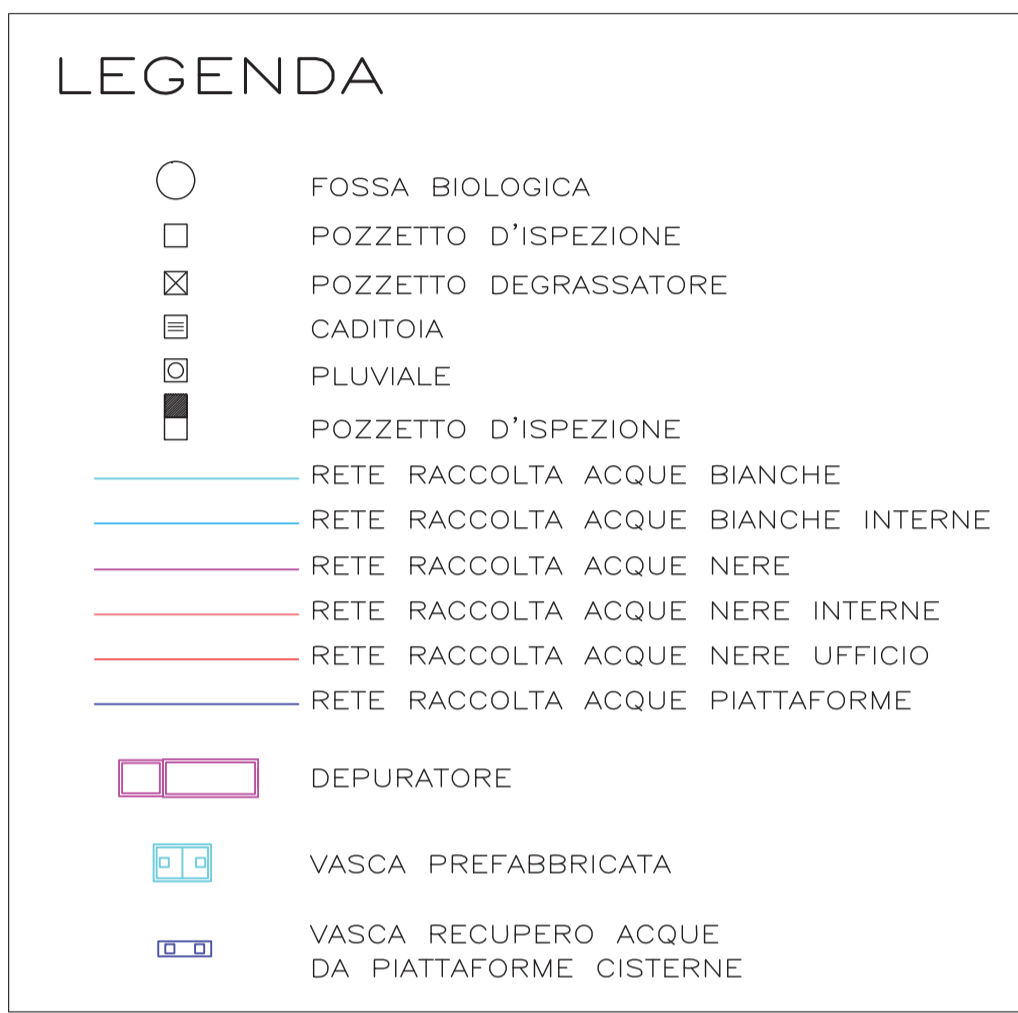 LEGENDA
FOSSA BIOLOGICA
POZZETTO D'ISPEZIONE
POZZETTO DEGRASSATORE
CADITOIA
PLUVIALE
POZZETTO D'ISPEZIONE
RETE RACCOLTA ACQUE BIANCHE
RETE RACCOLTA ACQUE BIANCHE INTERNE
RETE RACCOLTA ACQUE NERE
RETE RACCOLTA ACQUE NERE INTERNE
RETE RACCOLTA ACQUE NERE UFFICIO
RETE RACCOLTA ACQUE PIATTAFORME
DEPURATORE
VASCA PREFABBRICATA
VASCA RECUPERO ACQUE
DA PIATTAFORME CISTERNE